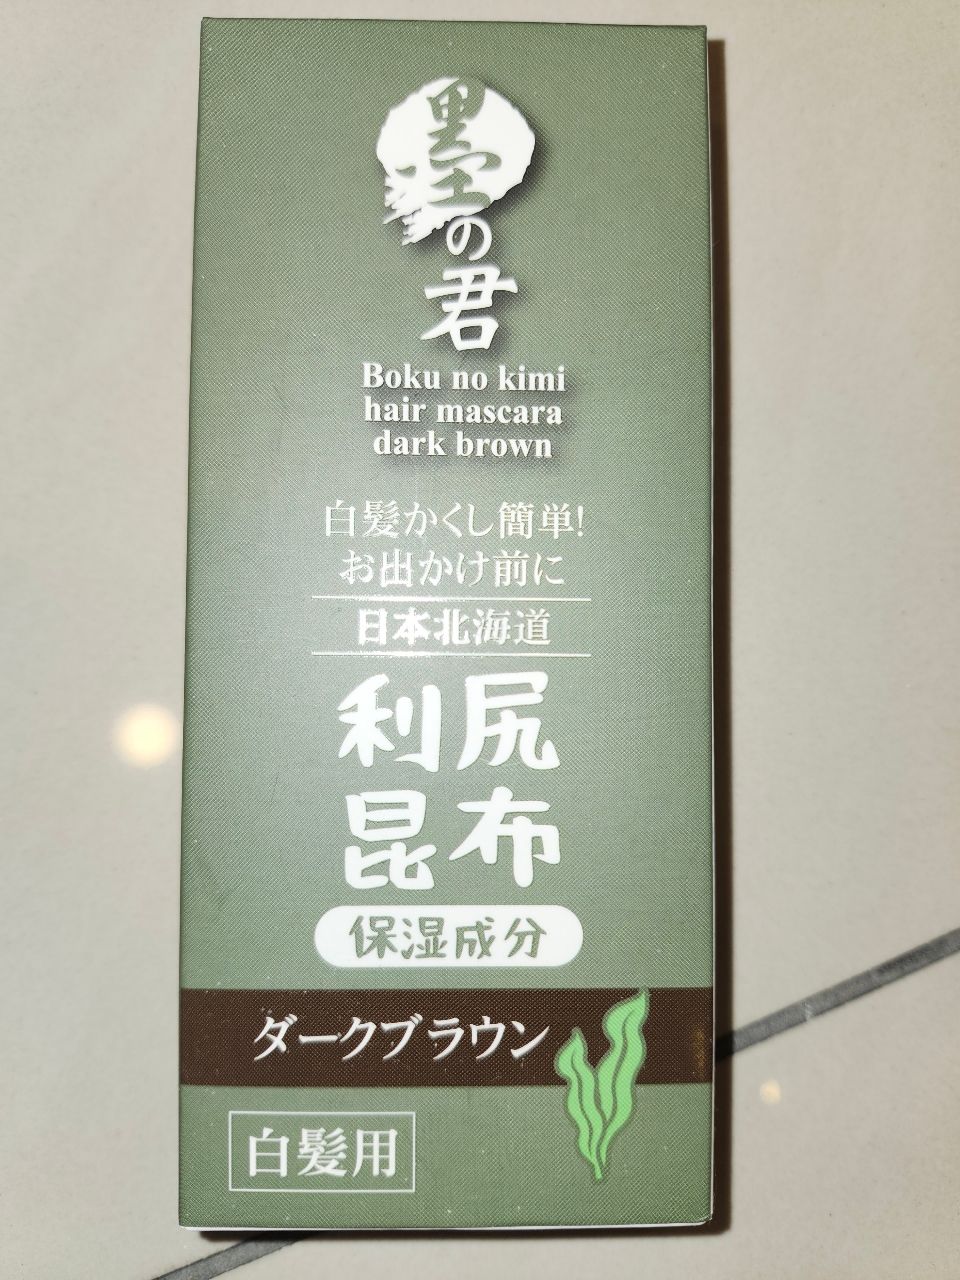 墨の君
Boku no kimi
hair mascara
dark brown
白髪かくし簡単!
お出かけ前に
日本北海道
利尻
昆布
保湿成分
ダークブラウン
白髪用